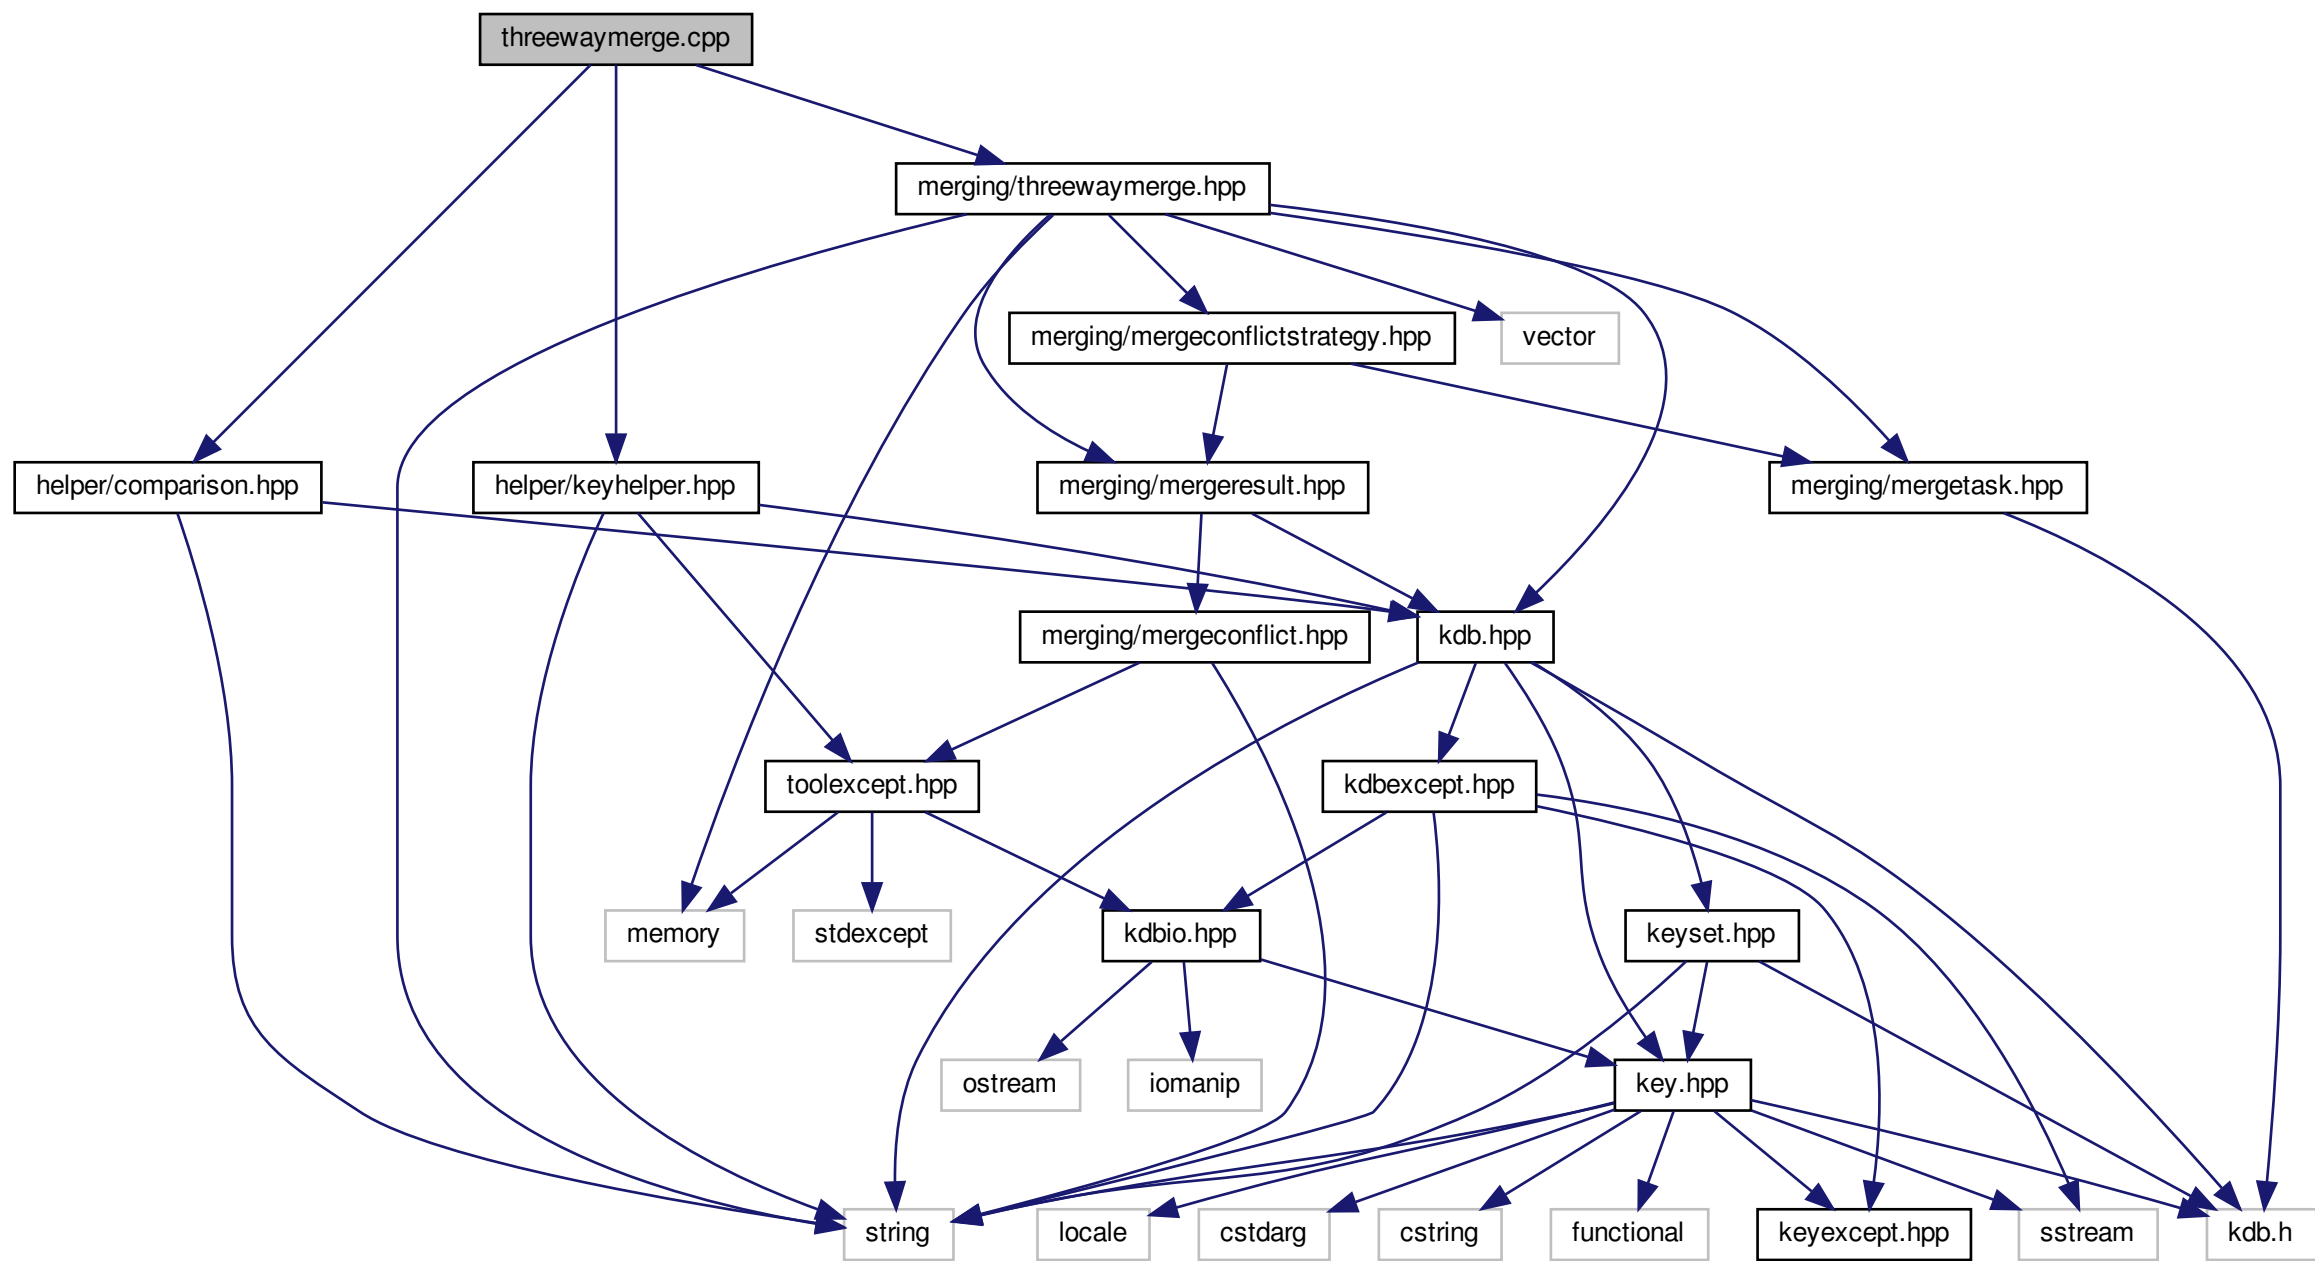 threewaymerge.cpp
merging/threewaymerge.hpp
merging/mergeconflictstrategy.hpp
vector
helper/comparison.hpp
helper/keyhelper.hpp
merging/mergeresult.hpp
merging/mergetask.hpp
merging/mergeconflict.hpp
kdb.hpp
toolexcept.hpp
kdbexcept.hpp
memory
stdexcept
kdbio.hpp
keyset.hpp
ostream
iomanip
key.hpp
string
locale
cstdarg
cstring
functional
keyexcept.hpp
sstream
kdb.h